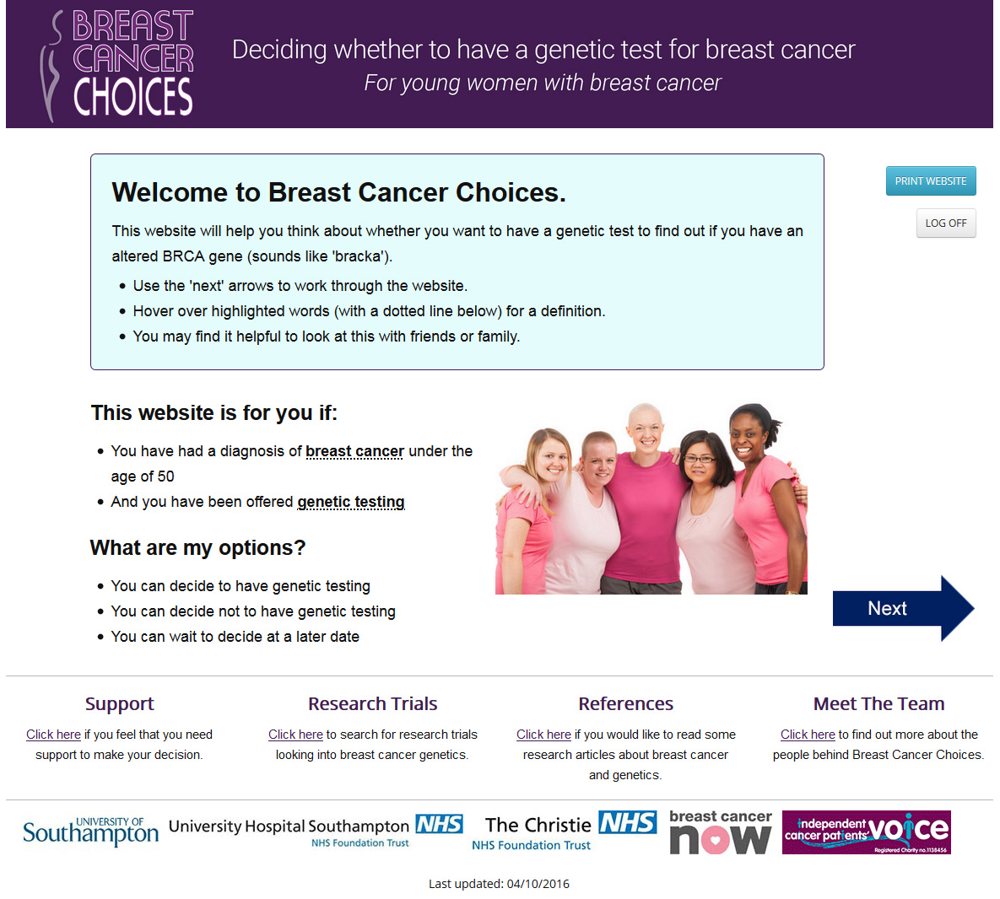 BREAST
CANCER
CHOICES
Deciding whether to have a genetic test for breast cancer
For young women with breast cancer
Welcome to Breast Cancer Choices.
This website will help you think about whether you want to have a genetic test to find out if you have an
altered BRCA gene (sounds like 'bracka').
• Use the 'next' arrows to work through the website.
• Hover over highlighted words (with a dotted line below) for a definition.
• You may find it helpful to look at this with friends or family.
PRINT WEBSITE
LOG OFF
This website is for you if:
• You have had a diagnosis of breast cancer under the
age of 50
• And you have been offered genetic testing
What are my options?
• You can decide to have genetic testing
• You can decide not to have genetic testing
• You can wait to decide at a later date
Next
Support
Click here if you feel that you need
support to make your decision.
Research Trials
Click here to search for research trials
looking into breast cancer genetics.
References
Click here if you would like to read some
research articles about breast cancer
and genetics.
Meet The Team
Click here to find out more about the
people behind Breast Cancer Choices.
UNIVERSITY OF
Southampton
University Hospital Southampton NHS
NHS Foundation Trust
The Christie NHS
NHS Foundation Trust
breast cancer
now
independent
cancer patients' voice
Registered Charity no.1138456
Last updated: 04/10/2016